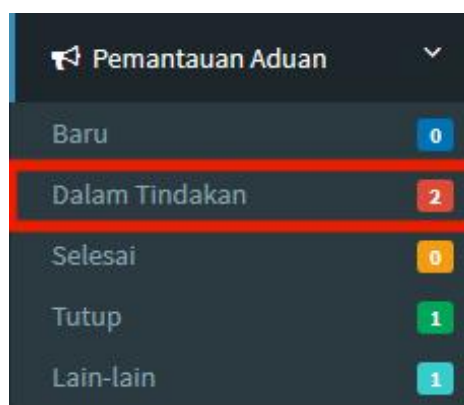 Pemantauan Aduan
Baru 0
Dalam Tindakan 2
Selesai 0
Tutup 1
Lain-lain 1